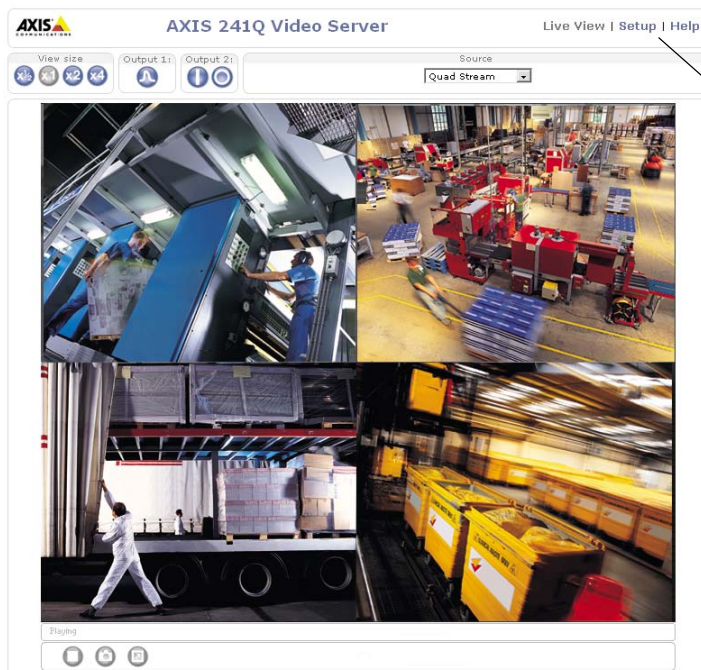 AXIS
COMMUNICATIONS
AXIS 241Q Video Server
Live View | Setup | Help
View size
Output 1:
Output 2:
Source
x½ x1 x2 x4
Quad Stream
Playing